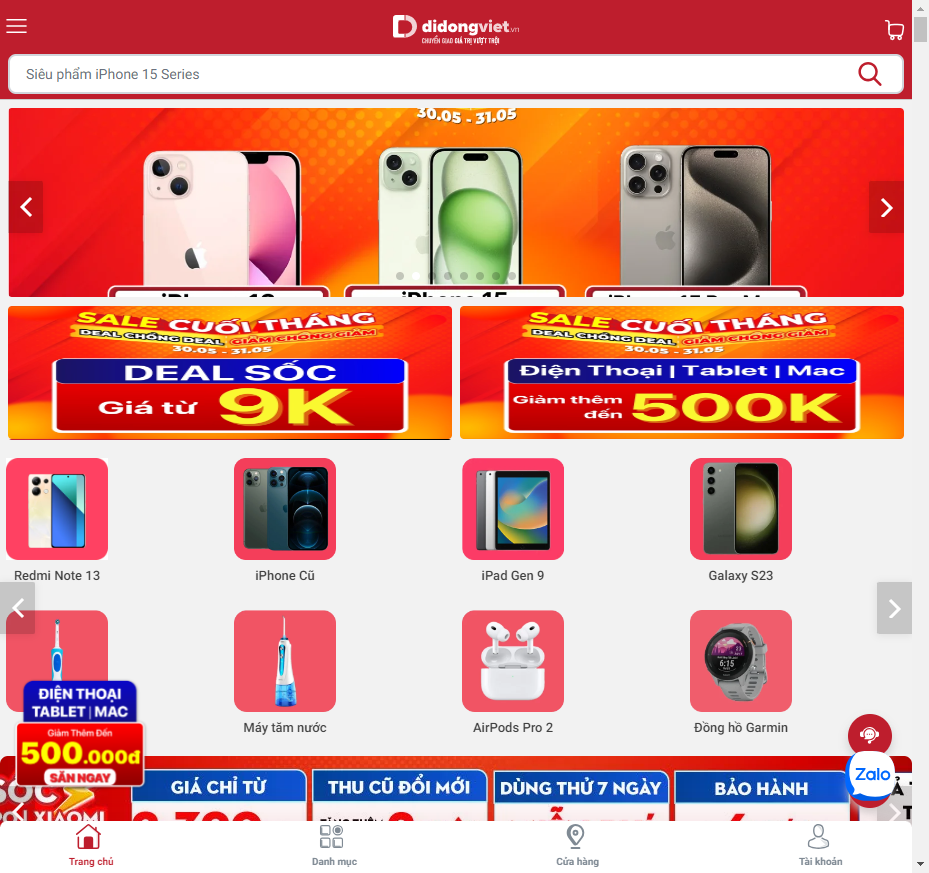 didongviet.vn
CHUYỂN GIAO GIÁ TRỊ VƯỢT TRỘI
Siêu phẩm iPhone 15 Series
30.05 - 31.05
iPhone 15
SALE CUỐI THÁNG
DEAL CHỒNG DEAL GIẢM CHỒNG GIẢM
30.05 - 31.05
DEAL SỐC
Giá từ 9K
SALE CUỐI THÁNG
DEAL CHỒNG DEAL GIẢM CHỒNG GIẢM
30.05 - 31.05
Điện Thoại | Tablet | Mac
Giảm thêm đến 500K
Redmi Note 13
iPhone Cũ
iPad Gen 9
Galaxy S23
Máy tăm nước
AirPods Pro 2
Đồng hồ Garmin
ĐIỆN THOẠI
TABLET | MAC
Giảm Thêm Đến
500.000đ
SĂN NGAY
GIÁ CHỈ TỪ
THU CŨ ĐỔI MỚI
DÙNG THỬ 7 NGÀY
BẢO HÀNH
6:15
Zalo
Trang chủ
Danh mục
Cửa hàng
Tài khoản